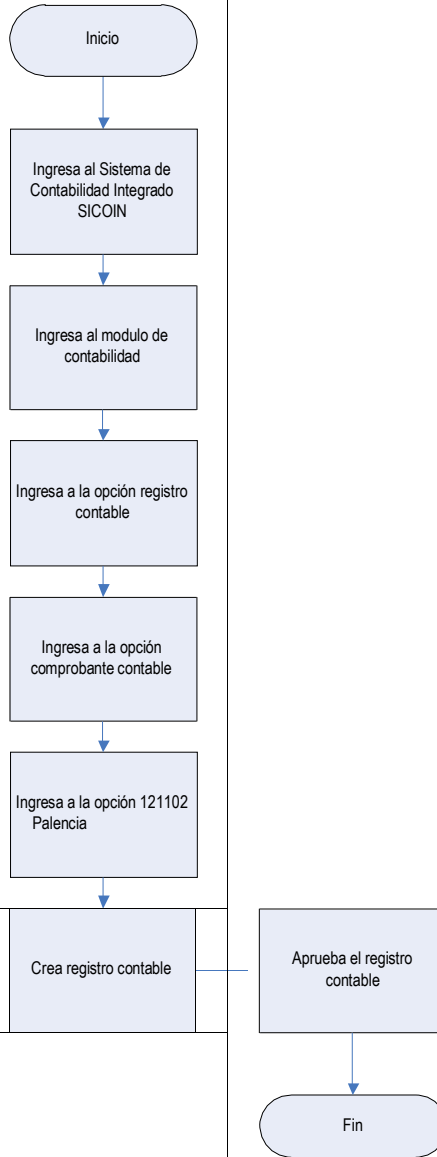 Inicio
Ingresa al Sistema de
Contabilidad Integrado
SICOIN
Ingresa al modulo de
contabilidad
Ingresa a la opción registro
contable
Ingresa a la opción
comprobante contable
Ingresa a la opción 121102
Palencia
Crea registro contable
Aprueba el registro
contable
Fin